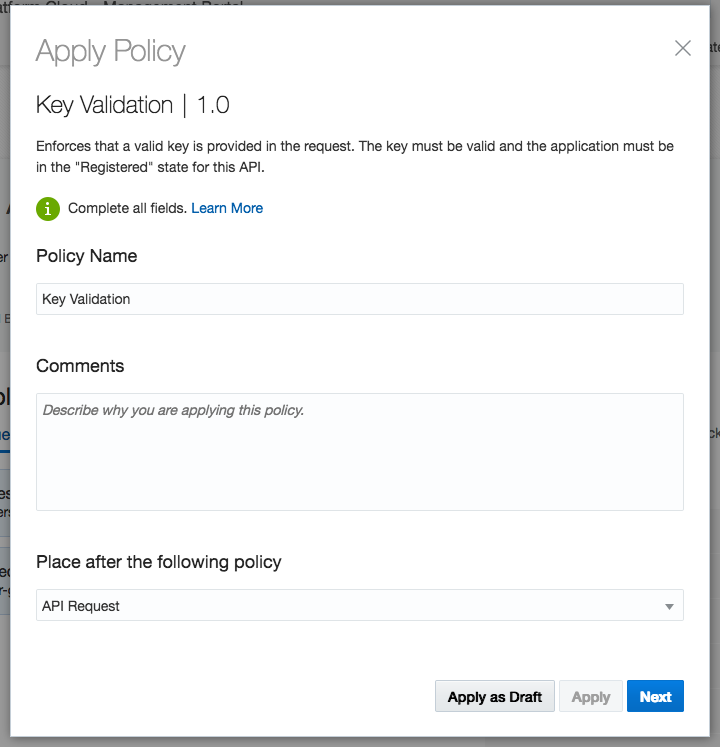 Apply Policy
Key Validation | 1.0
Enforces that a valid key is provided in the request. The key must be valid and the application must be
in the "Registered" state for this API.
Complete all fields. Learn More
Policy Name
Key Validation
Comments
Describe why you are applying this policy.
Place after the following policy
API Request
Apply as Draft Apply Next